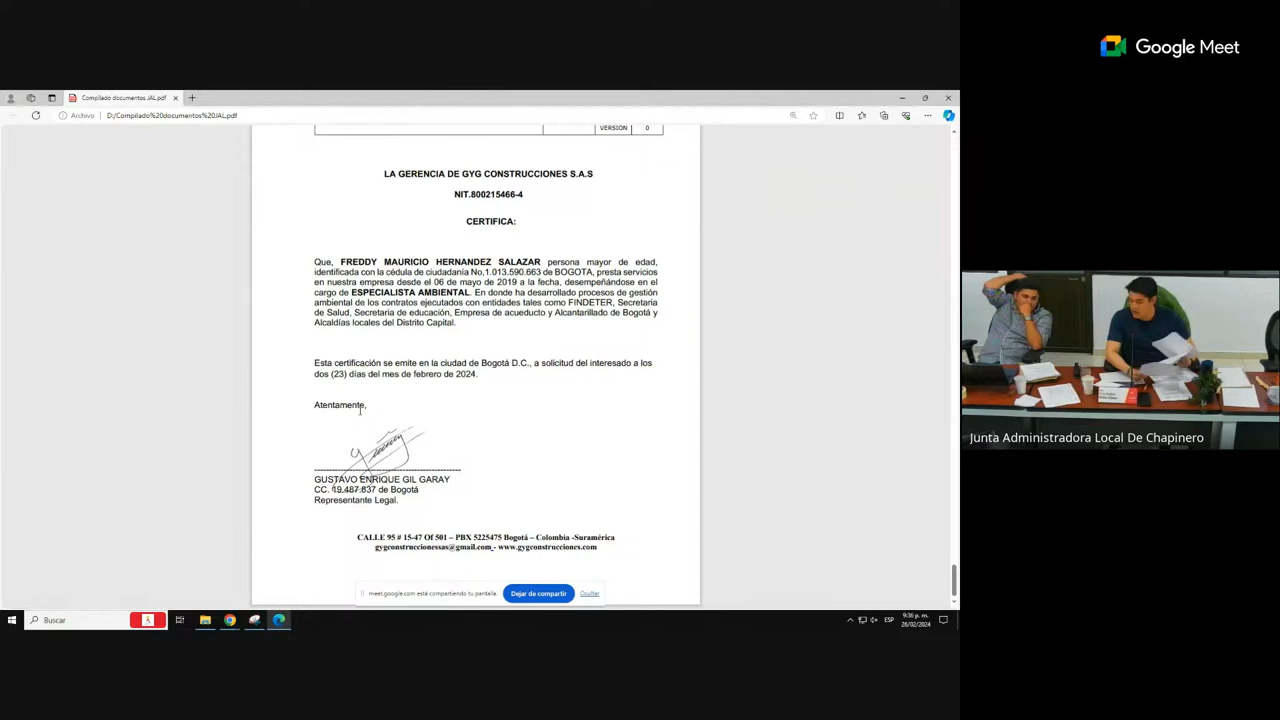 Google Meet
Compilado documentos JAL.pdf
Archivo
D:/Compilado%20documentos%20JAL.pdf
VERSION 0
LA GERENCIA DE GYG CONSTRUCCIONES S.A.S
NIT.800215466-4
CERTIFICA:
Que, FREDDY MAURICIO HERNANDEZ SALAZAR persona mayor de edad,
identificada con la cédula de ciudadanía No,1.013.590.663 de BOGOTA, presta servicios
en nuestra empresa desde el 06 de mayo de 2019 a la fecha, desempeñándose en el
cargo de ESPECIALISTA AMBIENTAL. En donde ha desarrollado procesos de gestión
ambiental de los contratos ejecutados con entidades tales como FINDETER, Secretaria
de Salud, Secretaria de educación, Empresa de acueducto y Alcantarillado de Bogotá y
Alcaldías locales del Distrito Capital.
Esta certificación se emite en la ciudad de Bogotá D.C., a solicitud del interesado a los
dos (23) días del mes de febrero de 2024.
Atentamente,
GUSTAVO ENRIQUE GIL GARAY
CC. 19.487.637 de Bogotá
Representante Legal.
CALLE 95 # 15-47 Of 501 – PBX 5225475 Bogotá – Colombia -Suramérica
gygconstruccionessas@gmail.com - www.gygconstrucciones.com
meet.google.com está compartiendo tu pantalla.
Dejar de compartir
Ocultar
Junta Administradora Local De Chapinero
Buscar
ESP
9:36 p. m.
26/02/2024